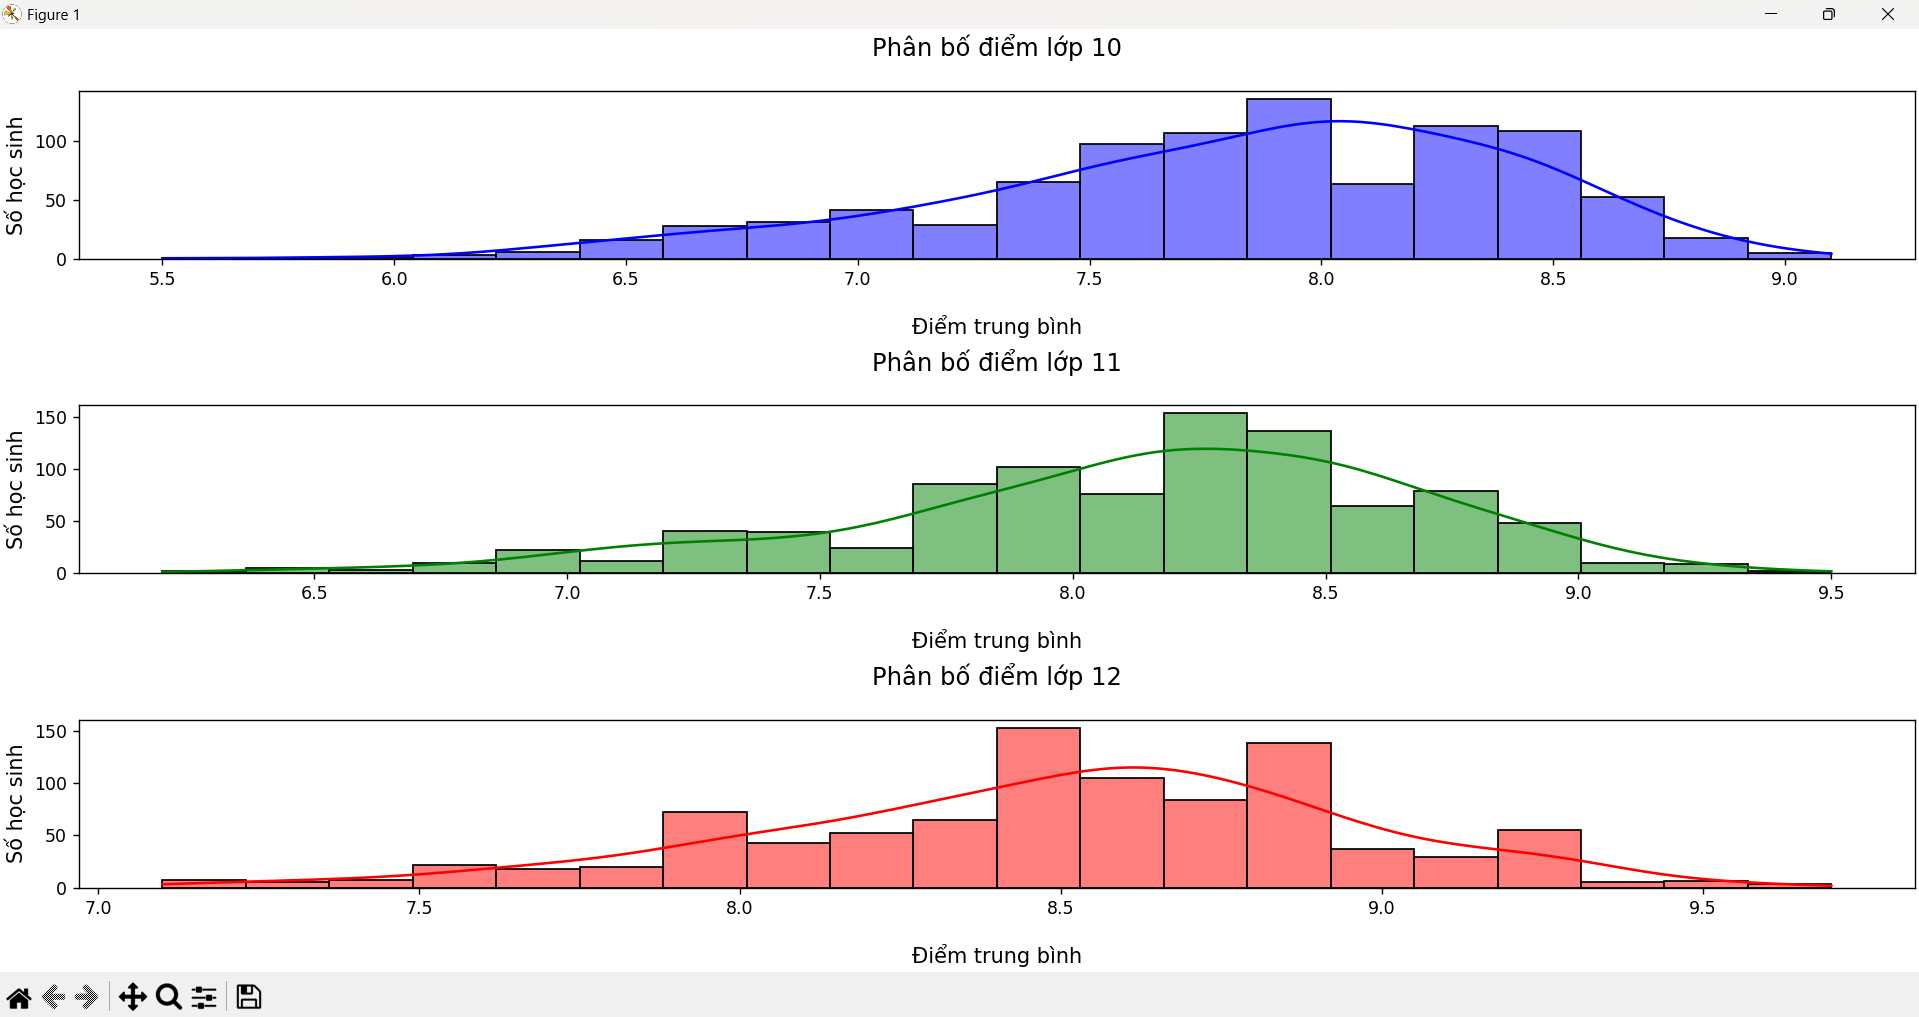 Figure 1
Phân bố điểm lớp 10
Số học sinh
100
50
0
5.5 6.0 6.5 7.0 7.5 8.0 8.5 9.0
Điểm trung bình
Phân bố điểm lớp 11
Số học sinh
150
100
50
0
6.5 7.0 7.5 8.0 8.5 9.0 9.5
Điểm trung bình
Phân bố điểm lớp 12
Số học sinh
150
100
50
0
7.0 7.5 8.0 8.5 9.0 9.5
Điểm trung bình